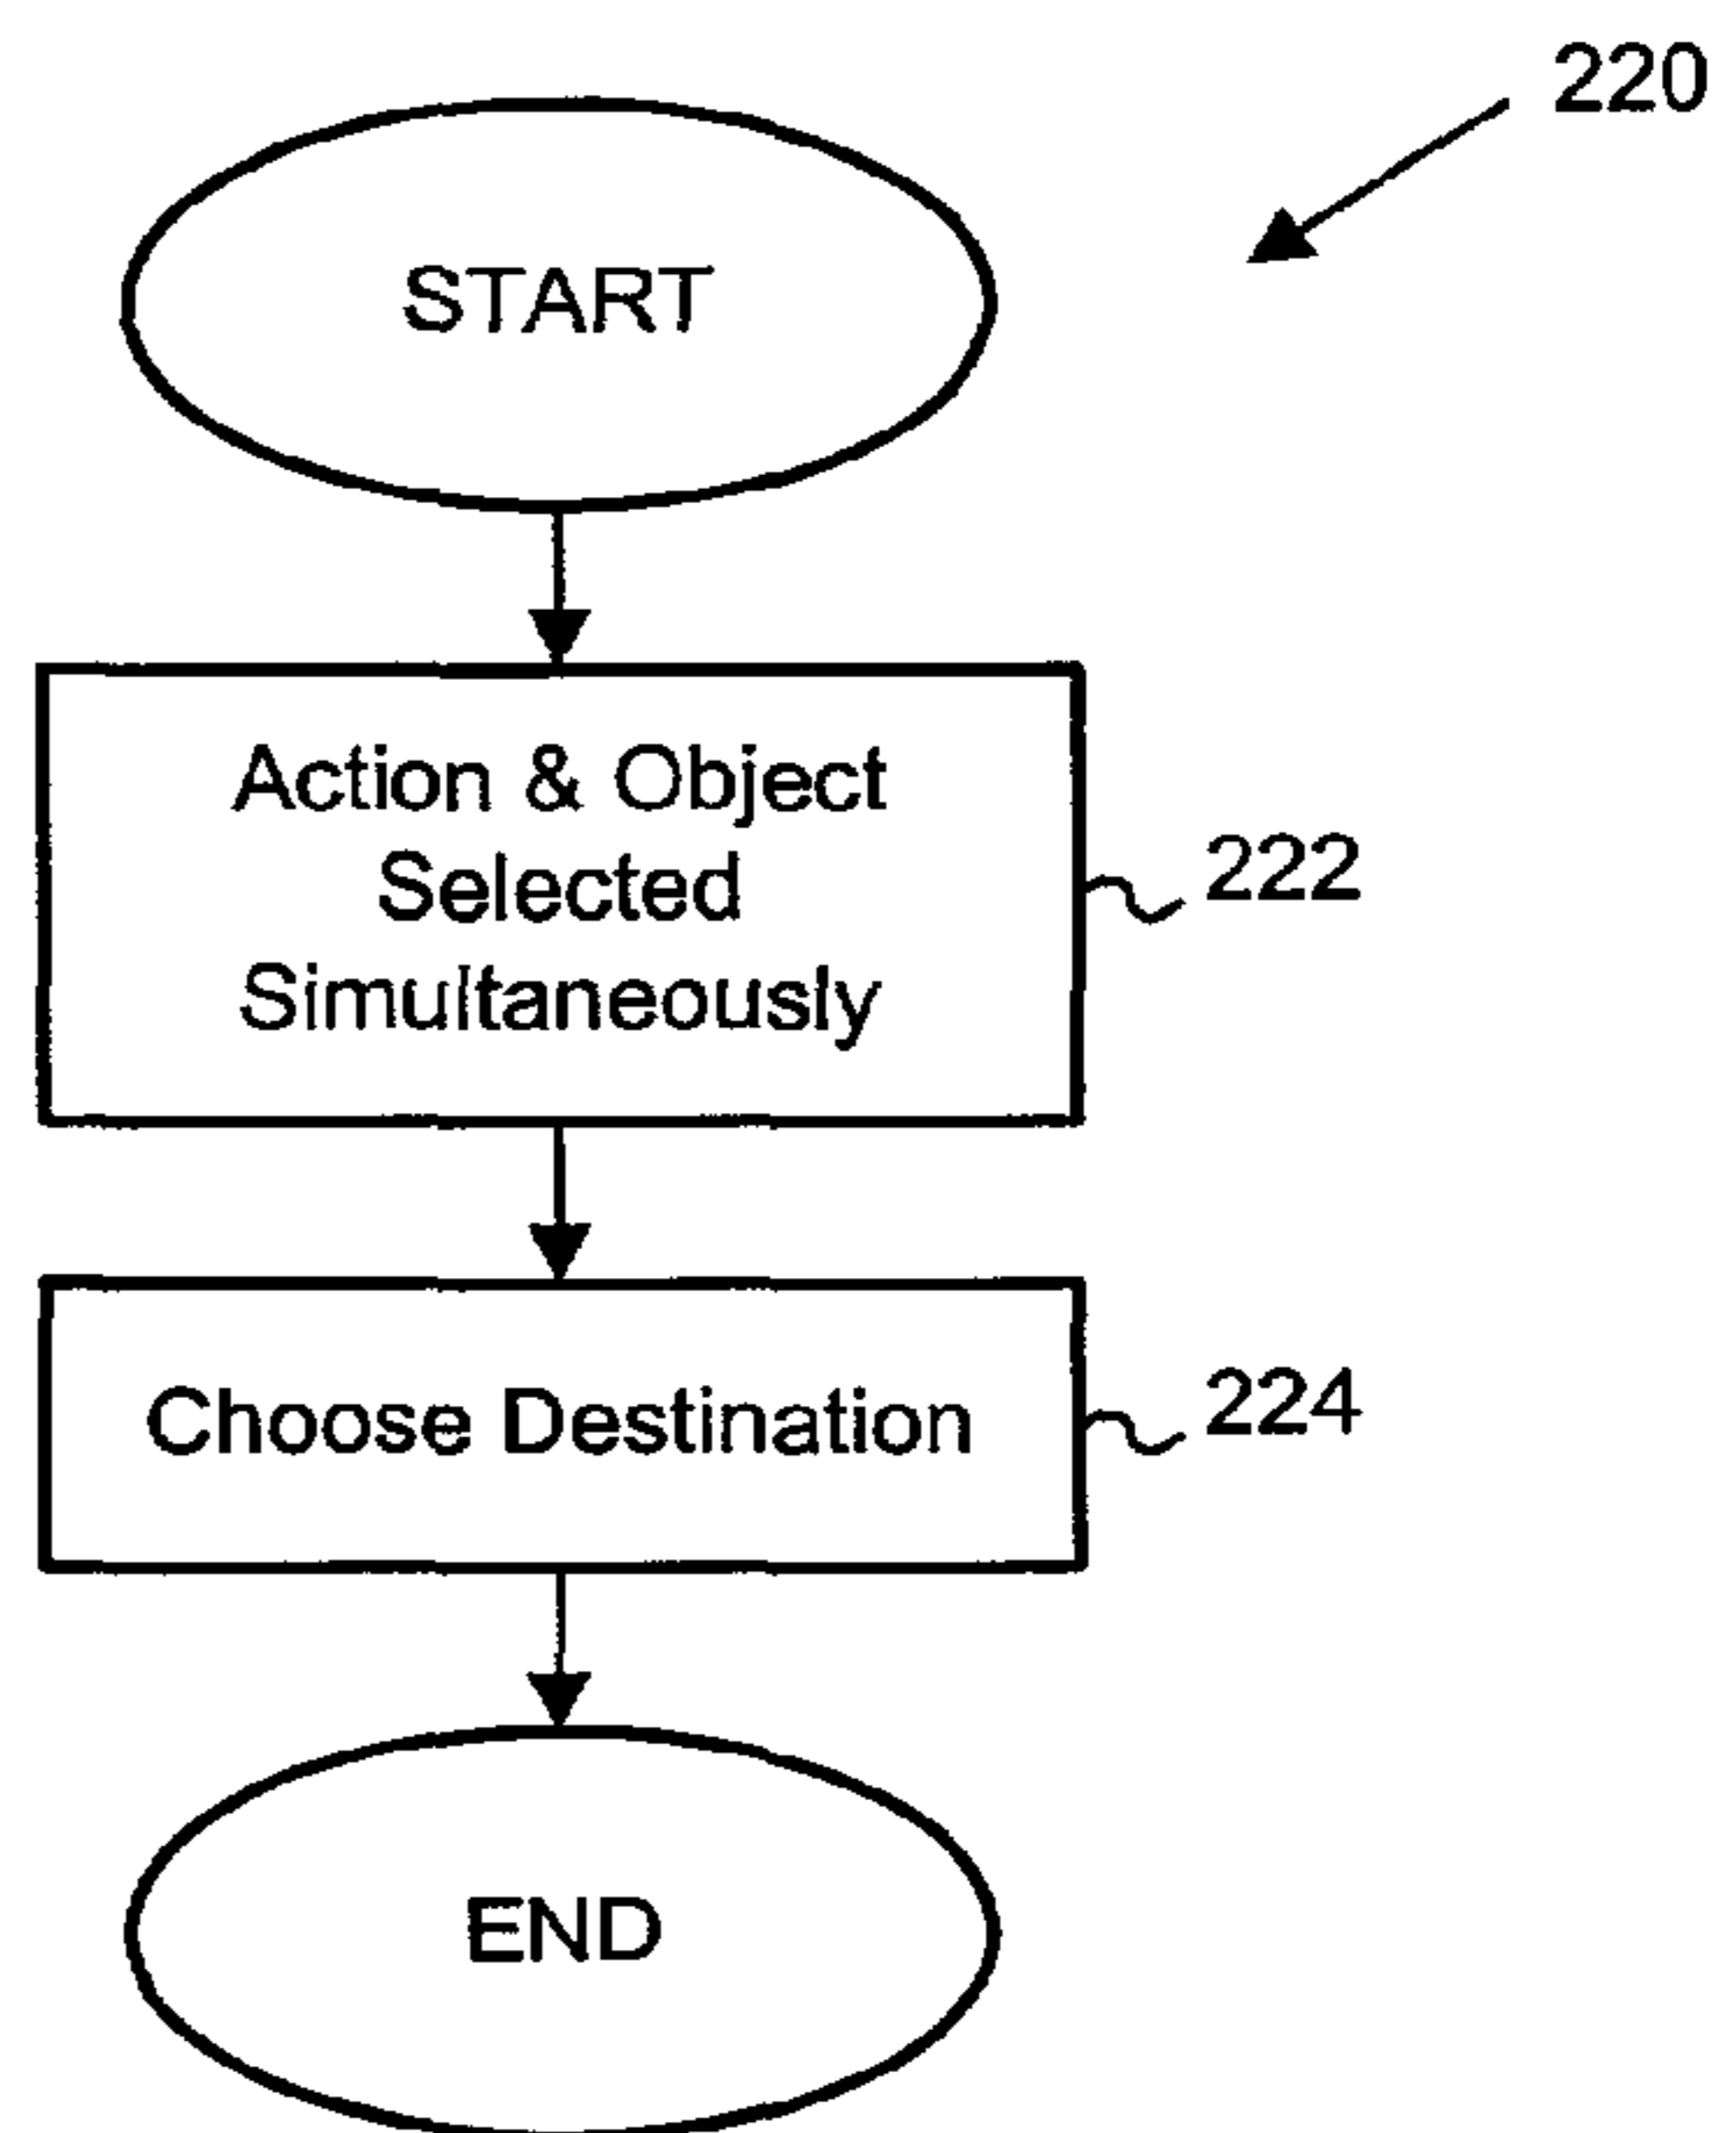 220
START
Action & Object
Selected
Simultaneously
222
Choose Destination
224
END